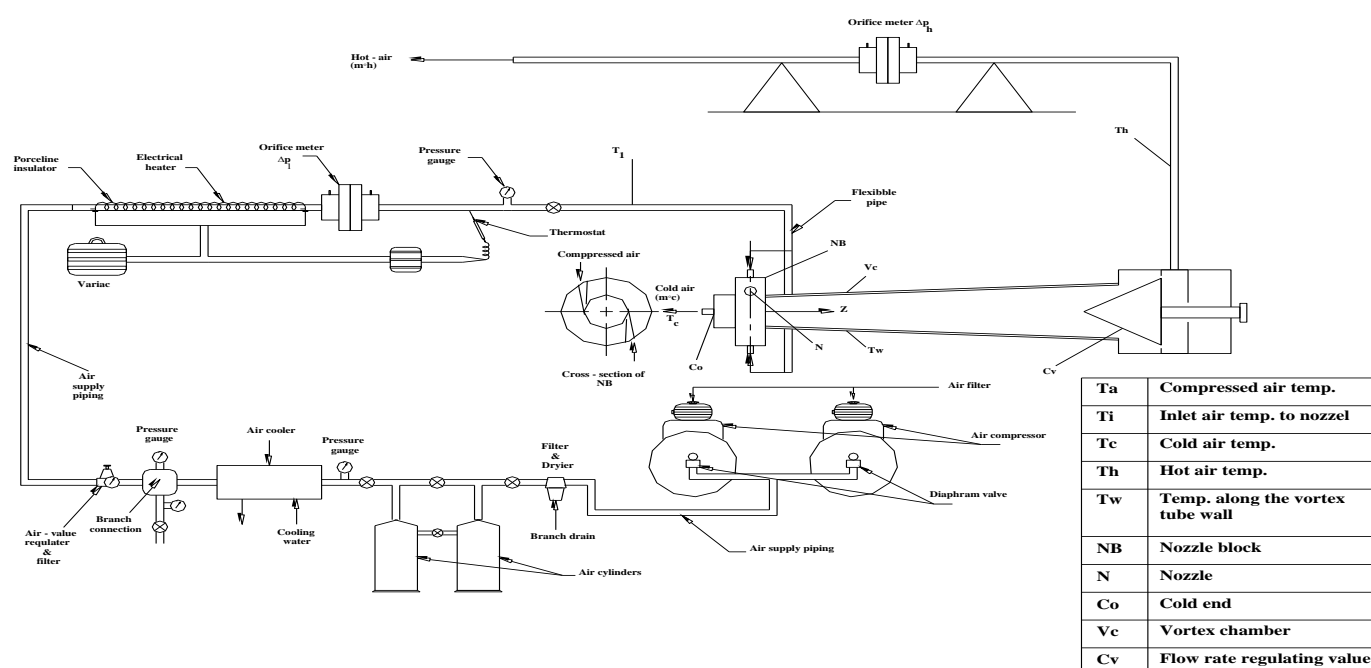 Orifice meter Δp
h
Hot - air
(m°h)
Th
Orifice meter
Δp
i
Porceline
insulator
Electrical
heater
Pressure
gauge
T1
Flexibble
pipe
Thermostat
NB
Comppressed air
Vc
Variac
Cold air
(m°c)
T
c
Z
Co
N
Tw
Cv
Cross - section of
NB
Air
supply
piping
Air filter
Air compressor
Pressure
gauge
Air cooler
Pressure
gauge
Filter
&
Dryier
Diaphram valve
Air - value
requlater
&
filter
Branch
connection
Cooling
water
Branch drain
Air supply piping
Air cylinders
Ta Compressed air temp.
Ti Inlet air temp. to nozzel
Tc Cold air temp.
Th Hot air temp.
Tw Temp. along the vortex
tube wall
NB Nozzle block
N Nozzle
Co Cold end
Vc Vortex chamber
Cv Flow rate regulating value